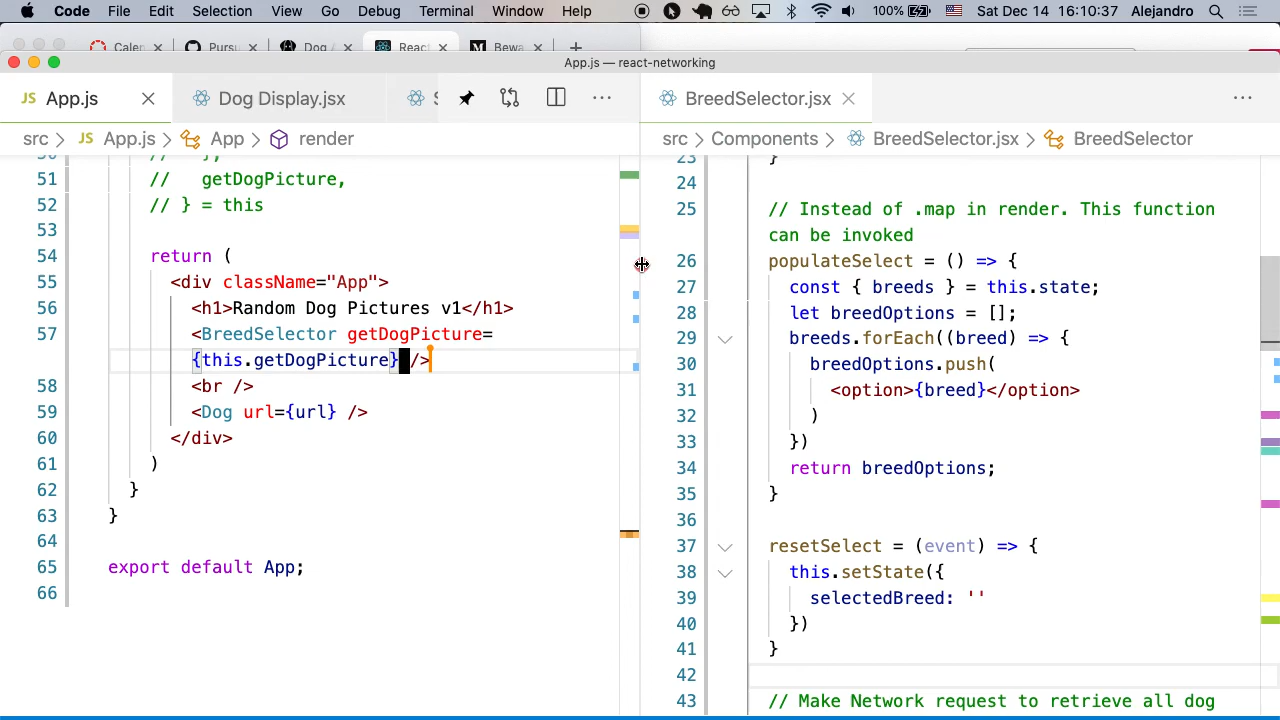 Code File Edit Selection View Go Debug Terminal Window Help 100% Sat Dec 14 16:10:37 Alejandro
Calen Pursu Dog A React Bewa
App.js — react-networking
JS App.js Dog Display.jsx
BreedSelector.jsx
src App.js App render
src Components BreedSelector.jsx BreedSelector
51 // getDogPicture,
52 // } = this
53
54 return (
55 <div className="App">
56 <h1>Random Dog Pictures v1</h1>
57 <BreedSelector getDogPicture=
{this.getDogPicture} />
58 <br />
59 <Dog url={url} />
60 </div>
61 )
62 }
63 }
64
65 export default App;
66
23 }
24
25 // Instead of .map in render. This function
can be invoked
26 populateSelect = () => {
27 const { breeds } = this.state;
28 let breedOptions = [];
29 breeds.forEach((breed) => {
30 breedOptions.push(
31 <option>{breed}</option>
32 )
33 })
34 return breedOptions;
35 }
36
37 resetSelect = (event) => {
38 this.setState({
39 selectedBreed: ''
40 })
41 }
42
43 // Make Network request to retrieve all dog